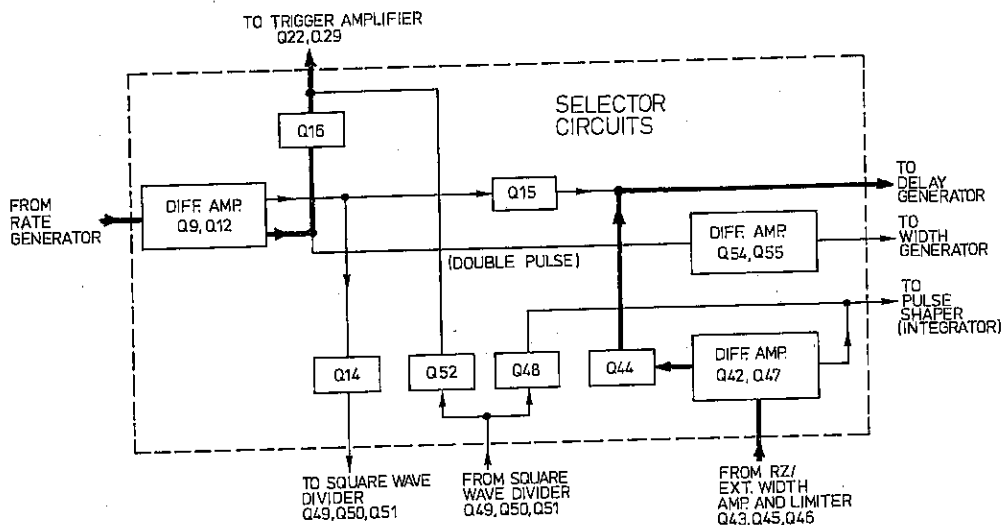 TO TRIGGER AMPLIFIER
Q22, Q29
SELECTOR
CIRCUITS
Q16
FROM
RATE
GENERATOR
DIFF. AMP.
Q9, Q12
Q15
TO
DELAY
GENERATOR
(DOUBLE PULSE)
DIFF. AMP.
Q54, Q55
TO
WIDTH
GENERATOR
TO
PULSE
SHAPER
(INTEGRATOR)
Q14
Q52
Q48
Q44
DIFF. AMP.
Q42, Q47
TO SQUARE WAVE
DIVIDER
Q49, Q50, Q51
FROM SQUARE
WAVE DIVIDER
Q49, Q50, Q51
FROM RZ/
EXT. WIDTH
AMP. AND LIMITER
Q43, Q45, Q46